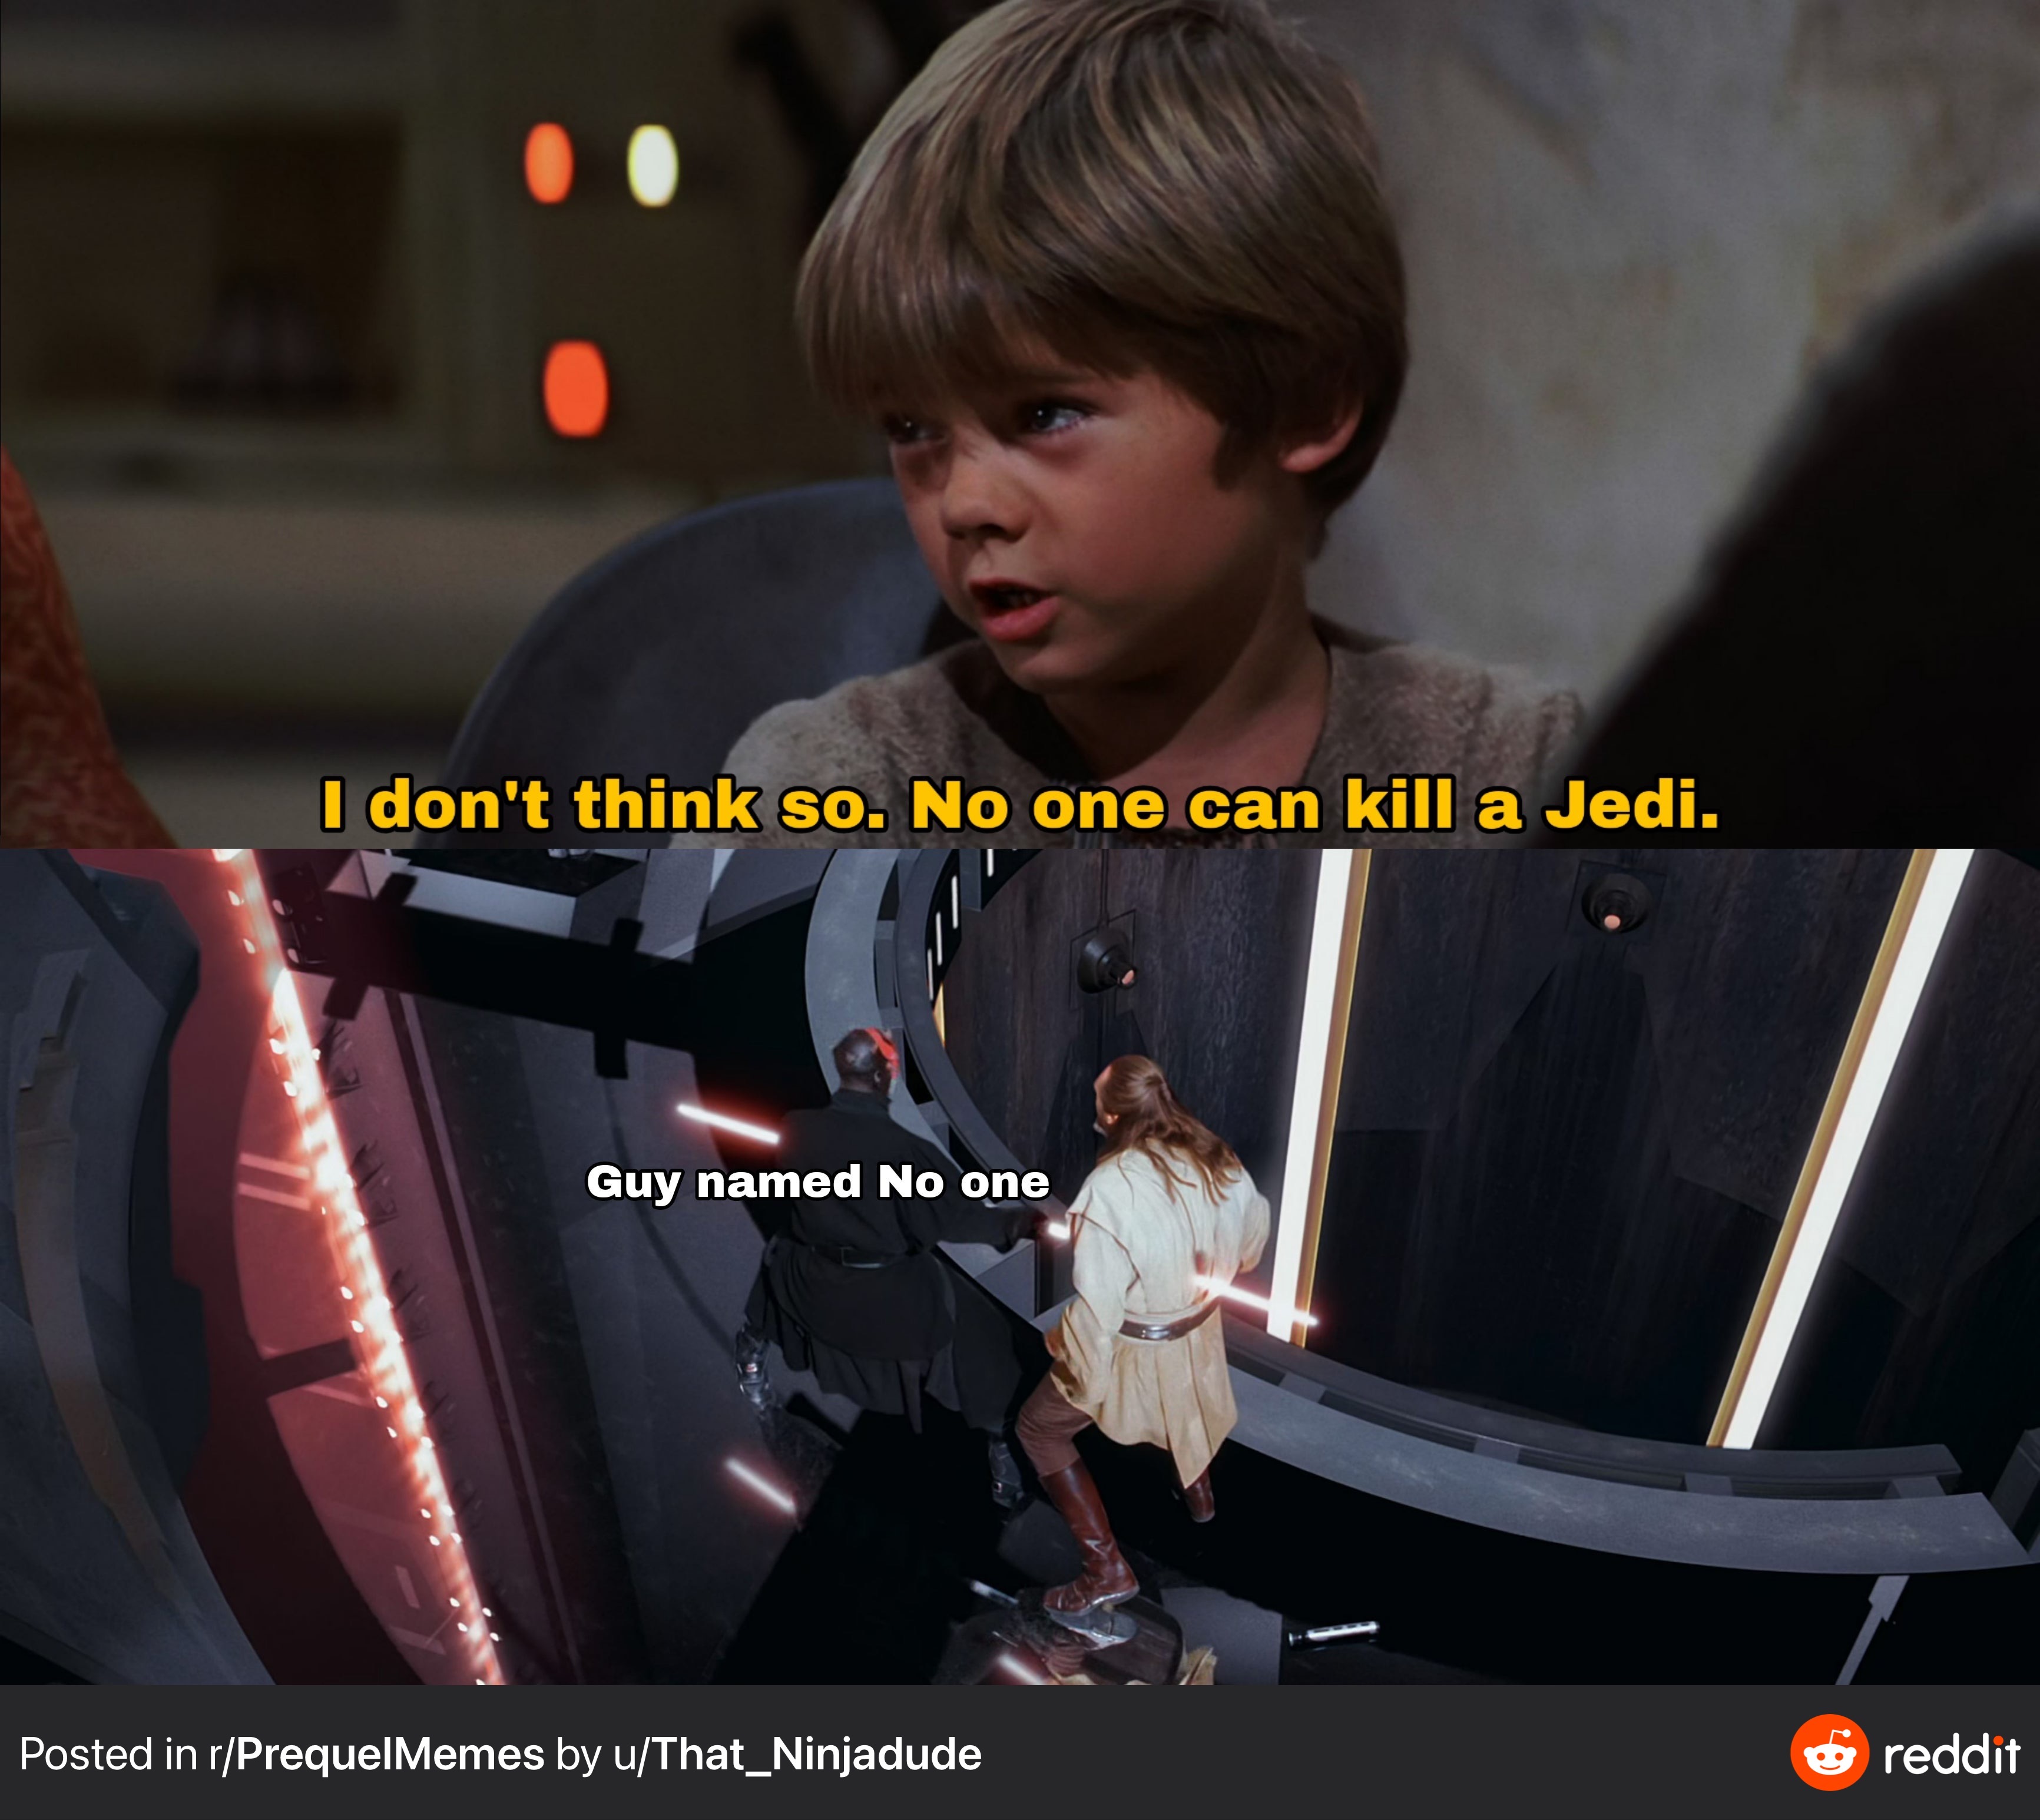 I don't think so. No one can kill a Jedi.
Guy named No one
Posted in r/PrequelMemes by u/That_Ninjadude
reddit